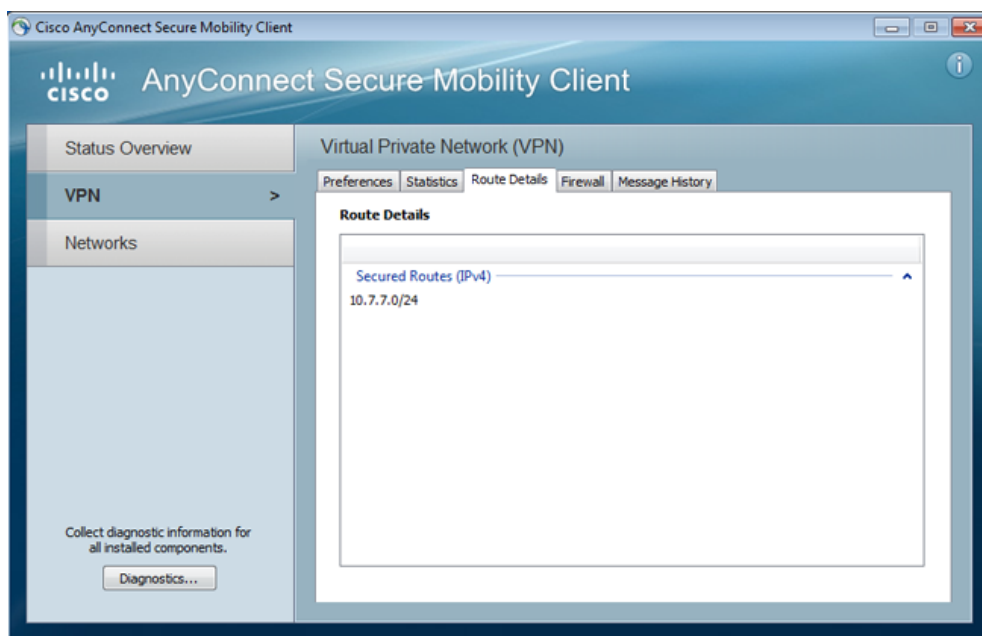 Cisco AnyConnect Secure Mobility Client
CISCO
AnyConnect Secure Mobility Client
Status Overview
VPN >
Networks
Collect diagnostic information for
all installed components.
Diagnostics...
Virtual Private Network (VPN)
Preferences Statistics Route Details Firewall Message History
Route Details
Secured Routes (IPv4)
10.7.7.0/24